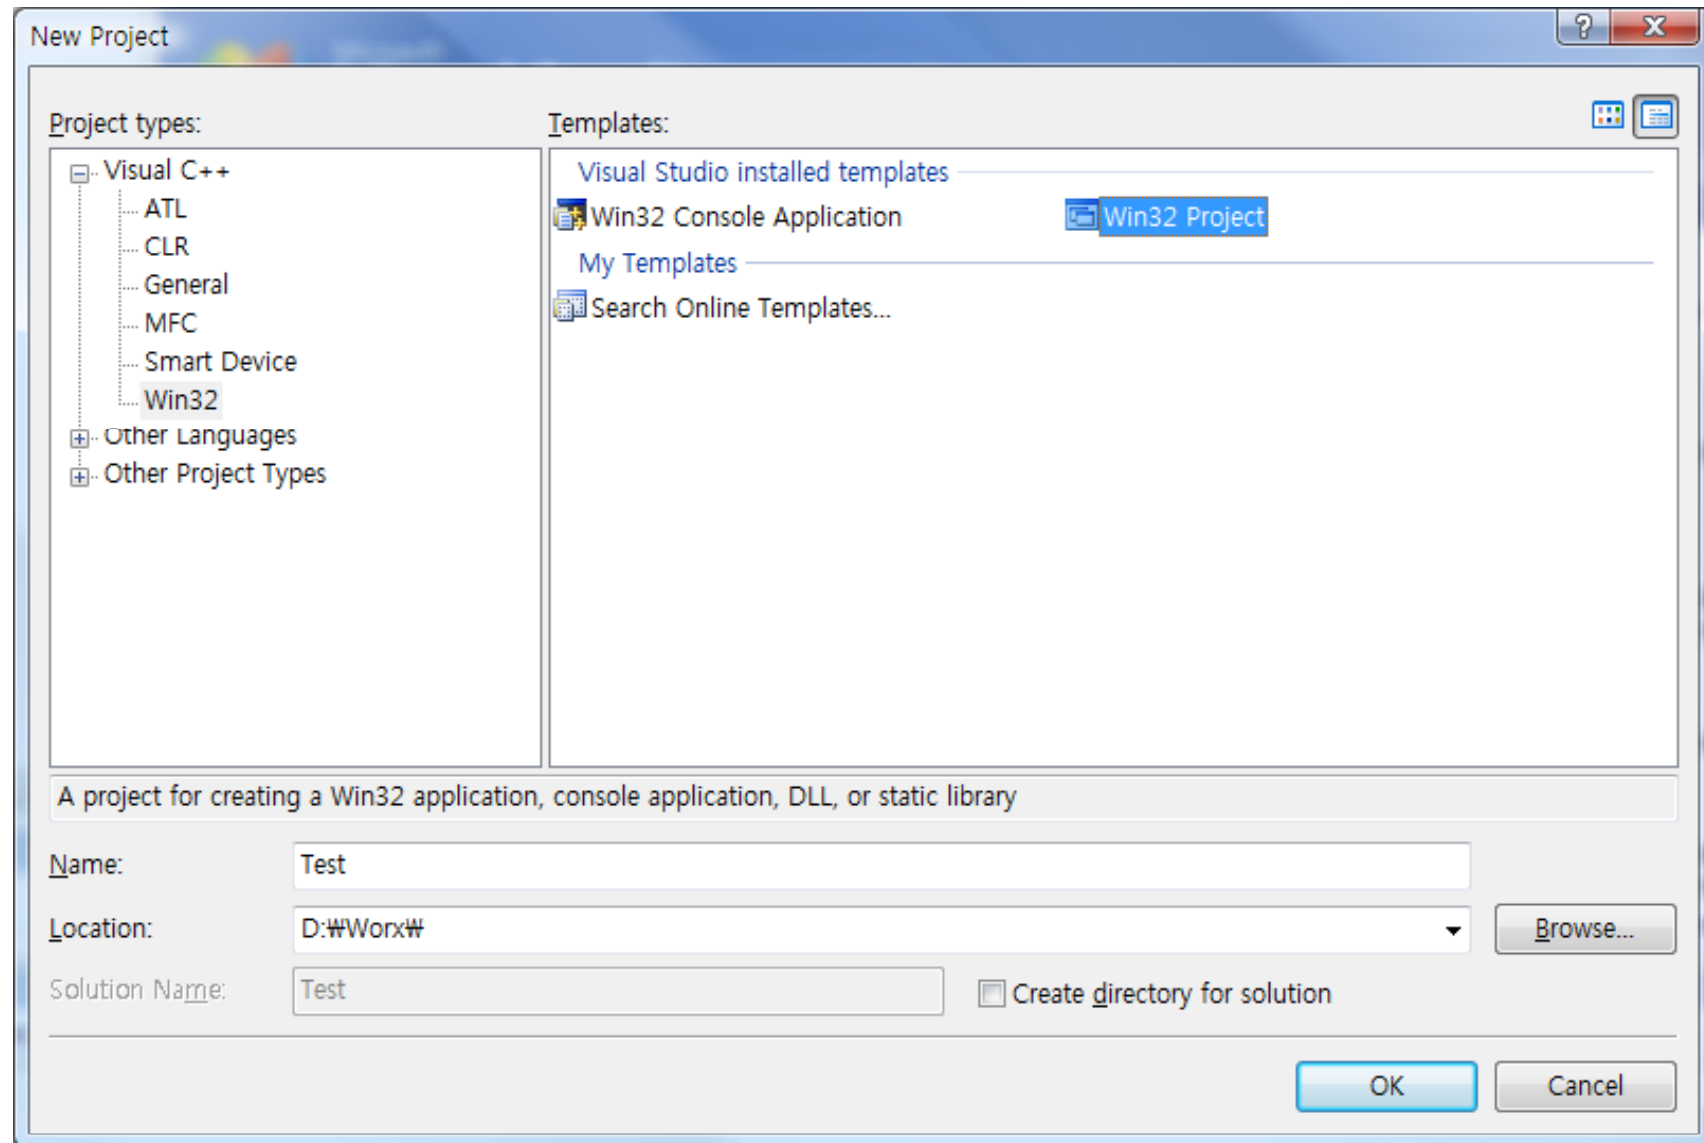 New Project
Project types:
Templates:
Visual C++
ATL
CLR
General
MFC
Smart Device
Win32
Other Languages
Other Project Types
Visual Studio installed templates
Win32 Console Application
Win32 Project
My Templates
Search Online Templates...
A project for creating a Win32 application, console application, DLL, or static library
Name: Test
Location: D:₩Worx₩ Browse...
Solution Name: Test Create directory for solution
OK Cancel